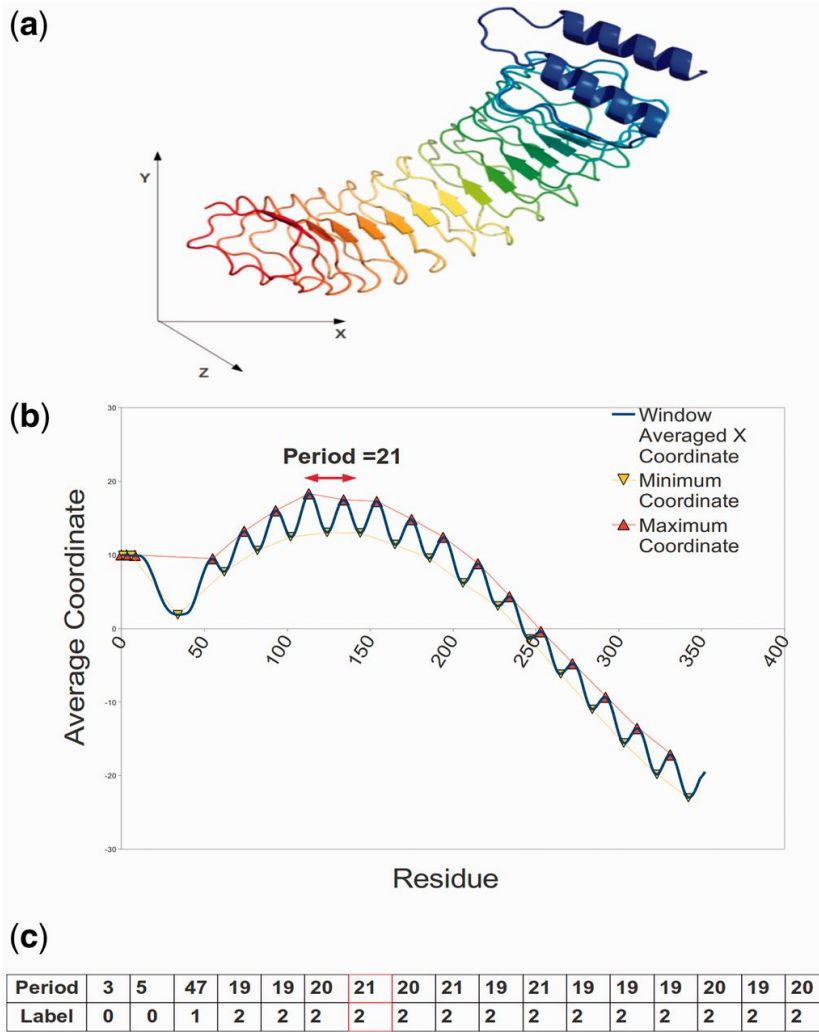 (a)
Y
X
Z
(b)
30
20
10
0
-10
-20
-30
0
50
100
150
200
250
300
350
400
Average Coordinate
Residue
Period =21
Window
Averaged X
Coordinate
Minimum
Coordinate
Maximum
Coordinate
(c)
Period 3 5 47 19 19 20 21 20 21 19 21 19 19 19 20 19 20
Label 0 0 1 2 2 2 2 2 2 2 2 2 2 2 2 2 2